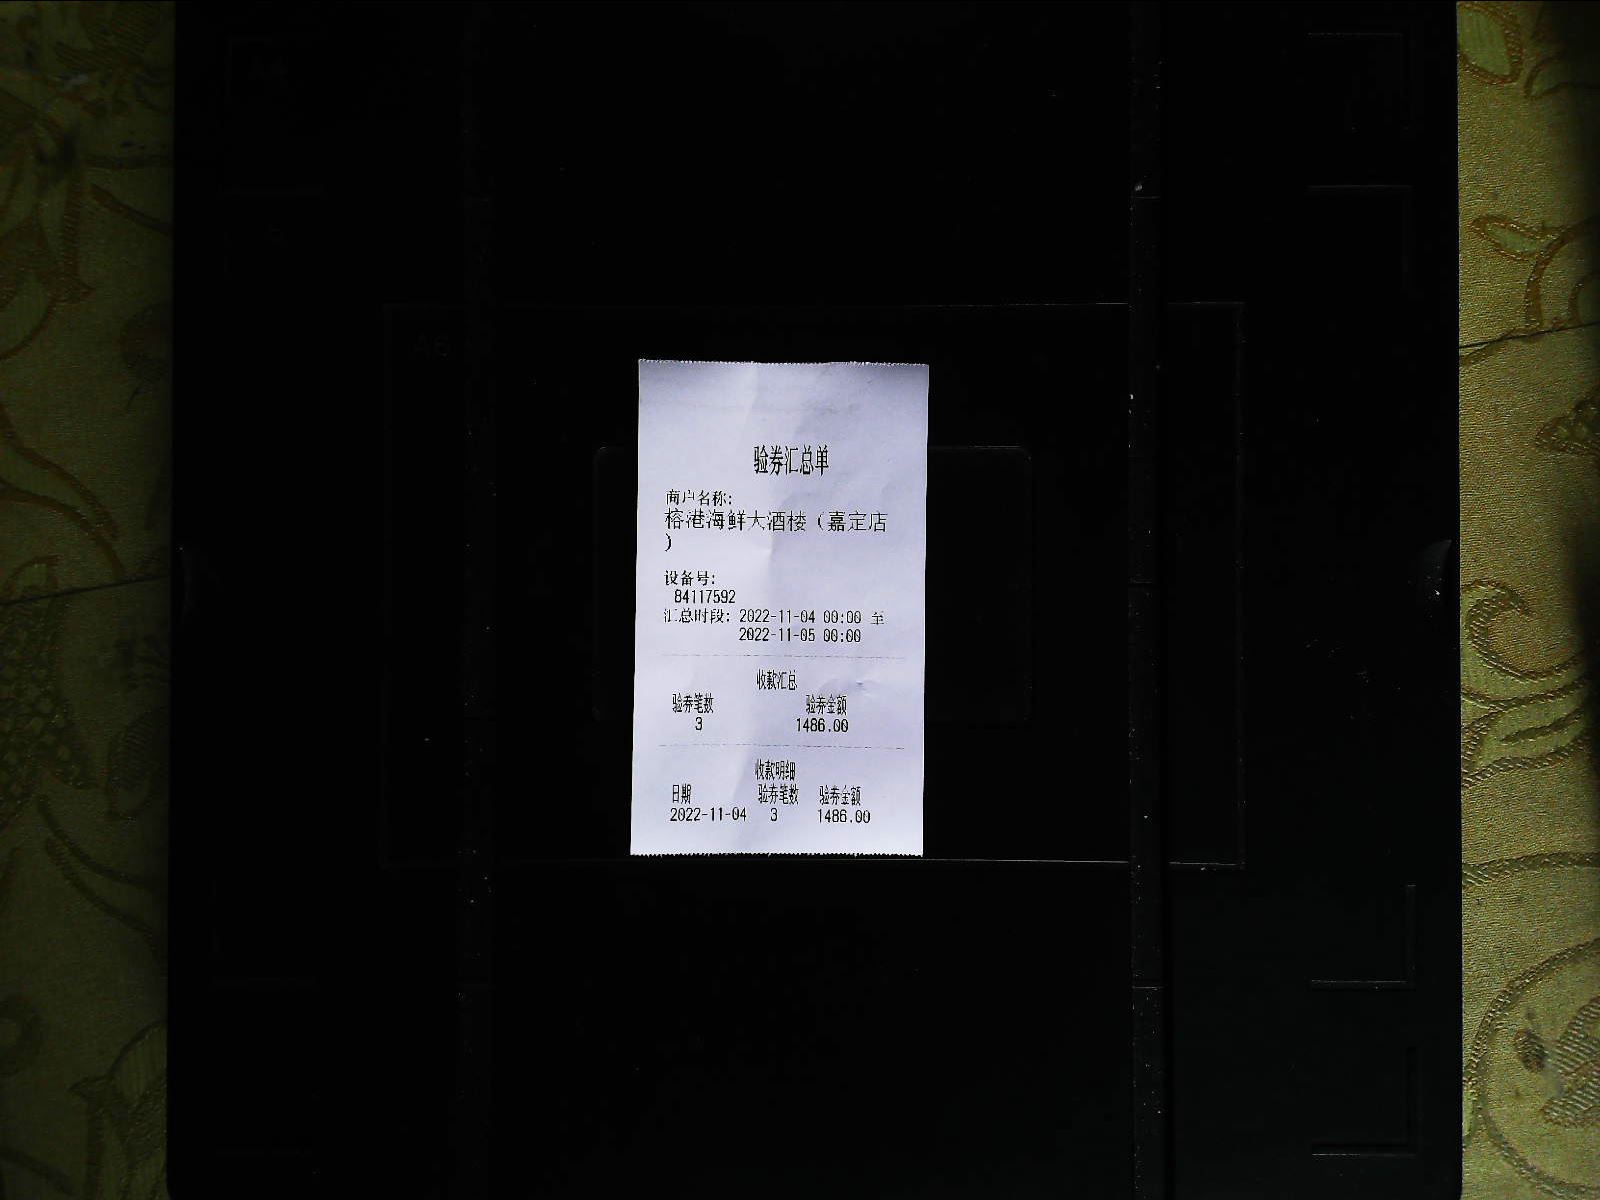 A6
验券汇总单
商户名称:
榕港海鲜大酒楼（嘉定店
）
设备号:
84117592
汇总时段: 2022-11-04 00:00 至
2022-11-05 00:00
收款汇总
验券笔数 验券金额
3 1486.00
收款明细
日期 验券笔数 验券金额
2022-11-04 3 1486.00